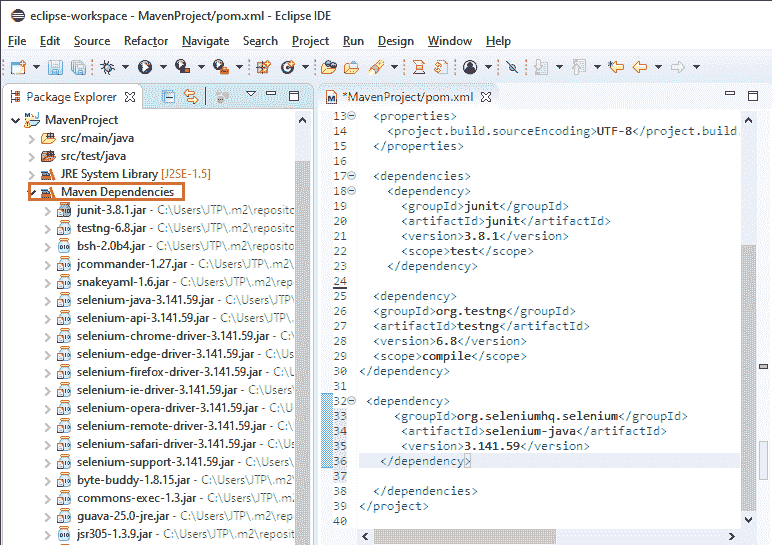 eclipse-workspace - MavenProject/pom.xml - Eclipse IDE
File Edit Source Refactor Navigate Search Project Run Design Window Help
Package Explorer
MavenProject
src/main/java
src/test/java
JRE System Library [J2SE-1.5]
Maven Dependencies
junit-3.8.1.jar - C:\Users\JTP\.m2\reposito
testng-6.8.jar - C:\Users\JTP\.m2\reposito
bsh-2.0b4.jar - C:\Users\JTP\.m2\reposito
jcommander-1.27.jar - C:\Users\JTP\.m
snakeyaml-1.6.jar - C:\Users\JTP\.m2\re
selenium-java-3.141.59.jar - C:\Users\JT
selenium-api-3.141.59.jar - C:\Users\JTP
selenium-chrome-driver-3.141.59.jar - C
selenium-edge-driver-3.141.59.jar - C:\U
selenium-firefox-driver-3.141.59.jar - C:\
selenium-ie-driver-3.141.59.jar - C:\Use
selenium-opera-driver-3.141.59.jar - C:\
selenium-remote-driver-3.141.59.jar - C:
selenium-safari-driver-3.141.59.jar - C:\
selenium-support-3.141.59.jar - C:\User
byte-buddy-1.8.15.jar - C:\Users\JTP\.m
commons-exec-1.3.jar - C:\Users\JTP\.m
guava-25.0-jre.jar - C:\Users\JTP\.m2\re
jsr305-1.3.9.jar - C:\Users\JTP\.m2\repo
*MavenProject/pom.xml
13 <properties>
14 <project.build.sourceEncoding>UTF-8</project.build.
15 </properties>
16
17 <dependencies>
18 <dependency>
19 <groupId>junit</groupId>
20 <artifactId>junit</artifactId>
21 <version>3.8.1</version>
22 <scope>test</scope>
23 </dependency>
24
25 <dependency>
26 <groupId>org.testng</groupId>
27 <artifactId>testng</artifactId>
28 <version>6.8</version>
29 <scope>compile</scope>
30 </dependency>
31
32 <dependency>
33 <groupId>org.seleniumhq.selenium</groupId>
34 <artifactId>selenium-java</artifactId>
35 <version>3.141.59</version>
36 </dependency>
37
38 </dependencies>
39 </project>
40